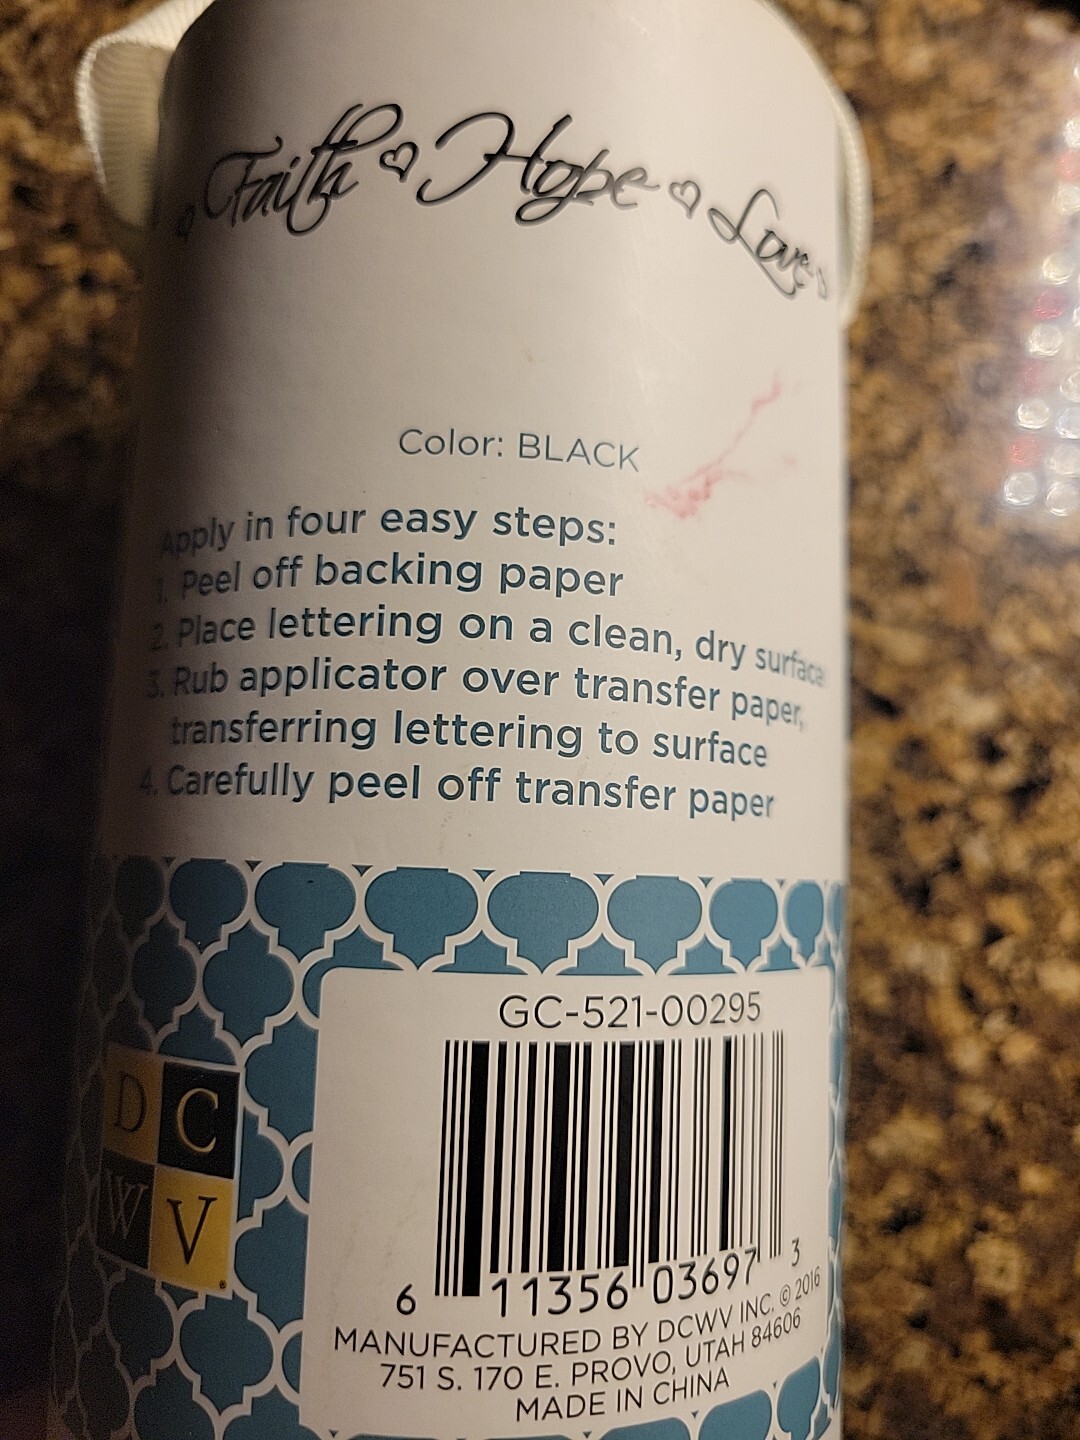 Faith Hope Love
Color: BLACK
Apply in four easy steps:
1. Peel off backing paper
2. Place lettering on a clean, dry surface
3. Rub applicator over transfer paper,
transferring lettering to surface
4. Carefully peel off transfer paper
GC-521-00295
D C
W V
6 11356 03697 3
MANUFACTURED BY DCWV INC. © 2016
751 S. 170 E. PROVO, UTAH 84606
MADE IN CHINA